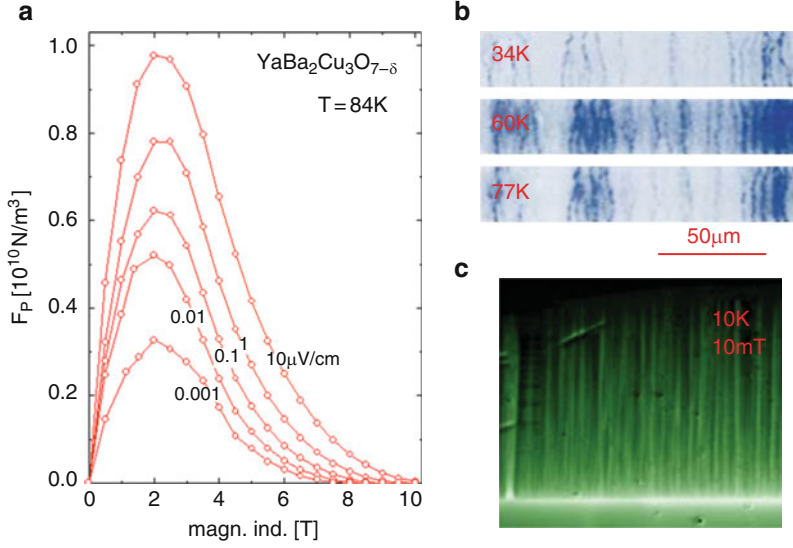 a
YaBa₂Cu₃O₇₋δ
T = 84K
Fₚ [10¹⁰N/m³]
1.0
0.8
0.6
0.4
0.2
0.0
0.01
0.1
1
10μV/cm
0.001
0 2 4 6 8 10
magn. ind. [T]
b
34K
60K
77K
50μm
c
10K
10mT